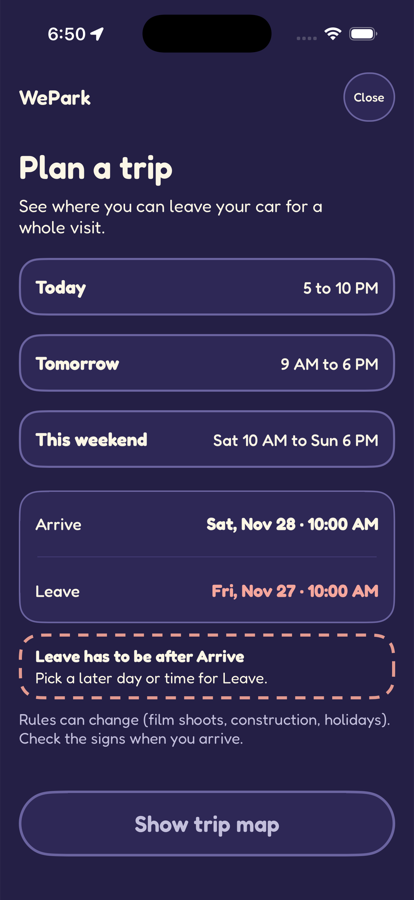 6:50
WePark
Close
Plan a trip
See where you can leave your car for a
whole visit.
Today 5 to 10 PM
Tomorrow 9 AM to 6 PM
This weekend Sat 10 AM to Sun 6 PM
Arrive Sat, Nov 28 · 10:00 AM
Leave Fri, Nov 27 · 10:00 AM
Leave has to be after Arrive
Pick a later day or time for Leave.
Rules can change (film shoots, construction, holidays).
Check the signs when you arrive.
Show trip map